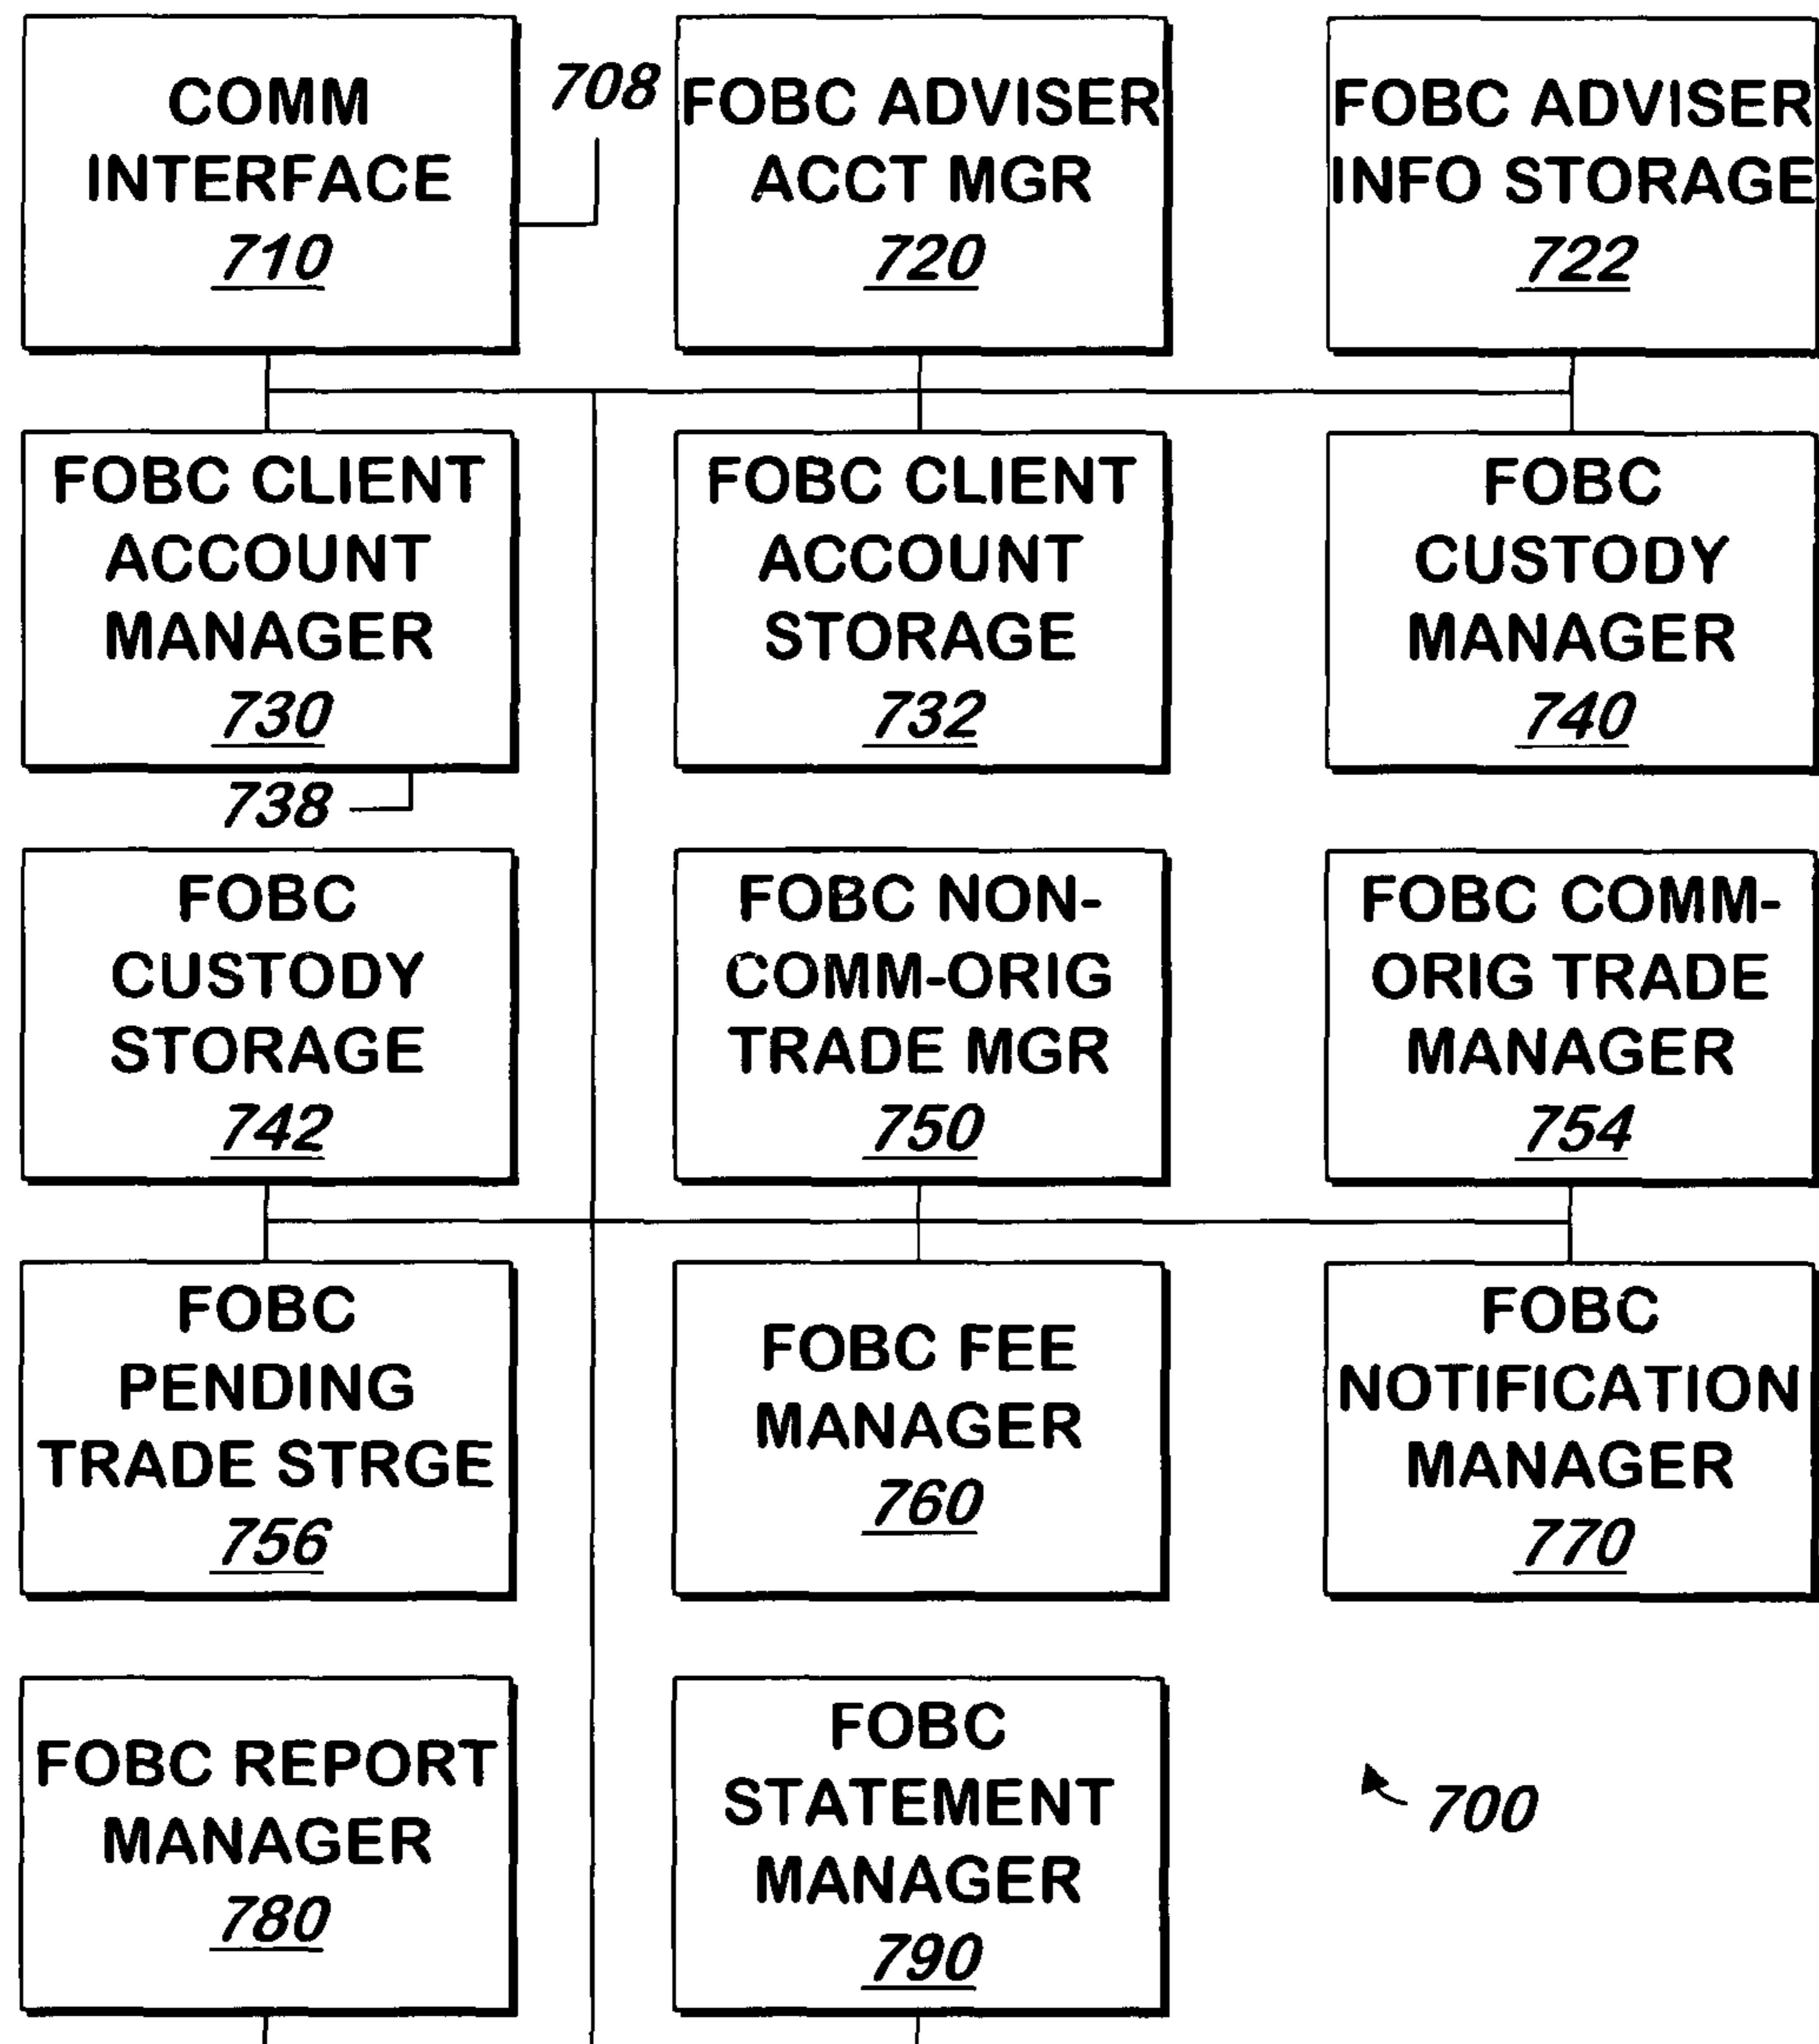 COMM
INTERFACE
710
708
FOBC ADVISER
ACCT MGR
720
FOBC ADVISER
INFO STORAGE
722
FOBC CLIENT
ACCOUNT
MANAGER
730
738
FOBC CLIENT
ACCOUNT
STORAGE
732
FOBC
CUSTODY
MANAGER
740
FOBC
CUSTODY
STORAGE
742
FOBC NON-
COMM-ORIG
TRADE MGR
750
FOBC COMM-
ORIG TRADE
MANAGER
754
FOBC
PENDING
TRADE STRGE
756
FOBC FEE
MANAGER
760
FOBC
NOTIFICATION
MANAGER
770
FOBC REPORT
MANAGER
780
FOBC
STATEMENT
MANAGER
790
700